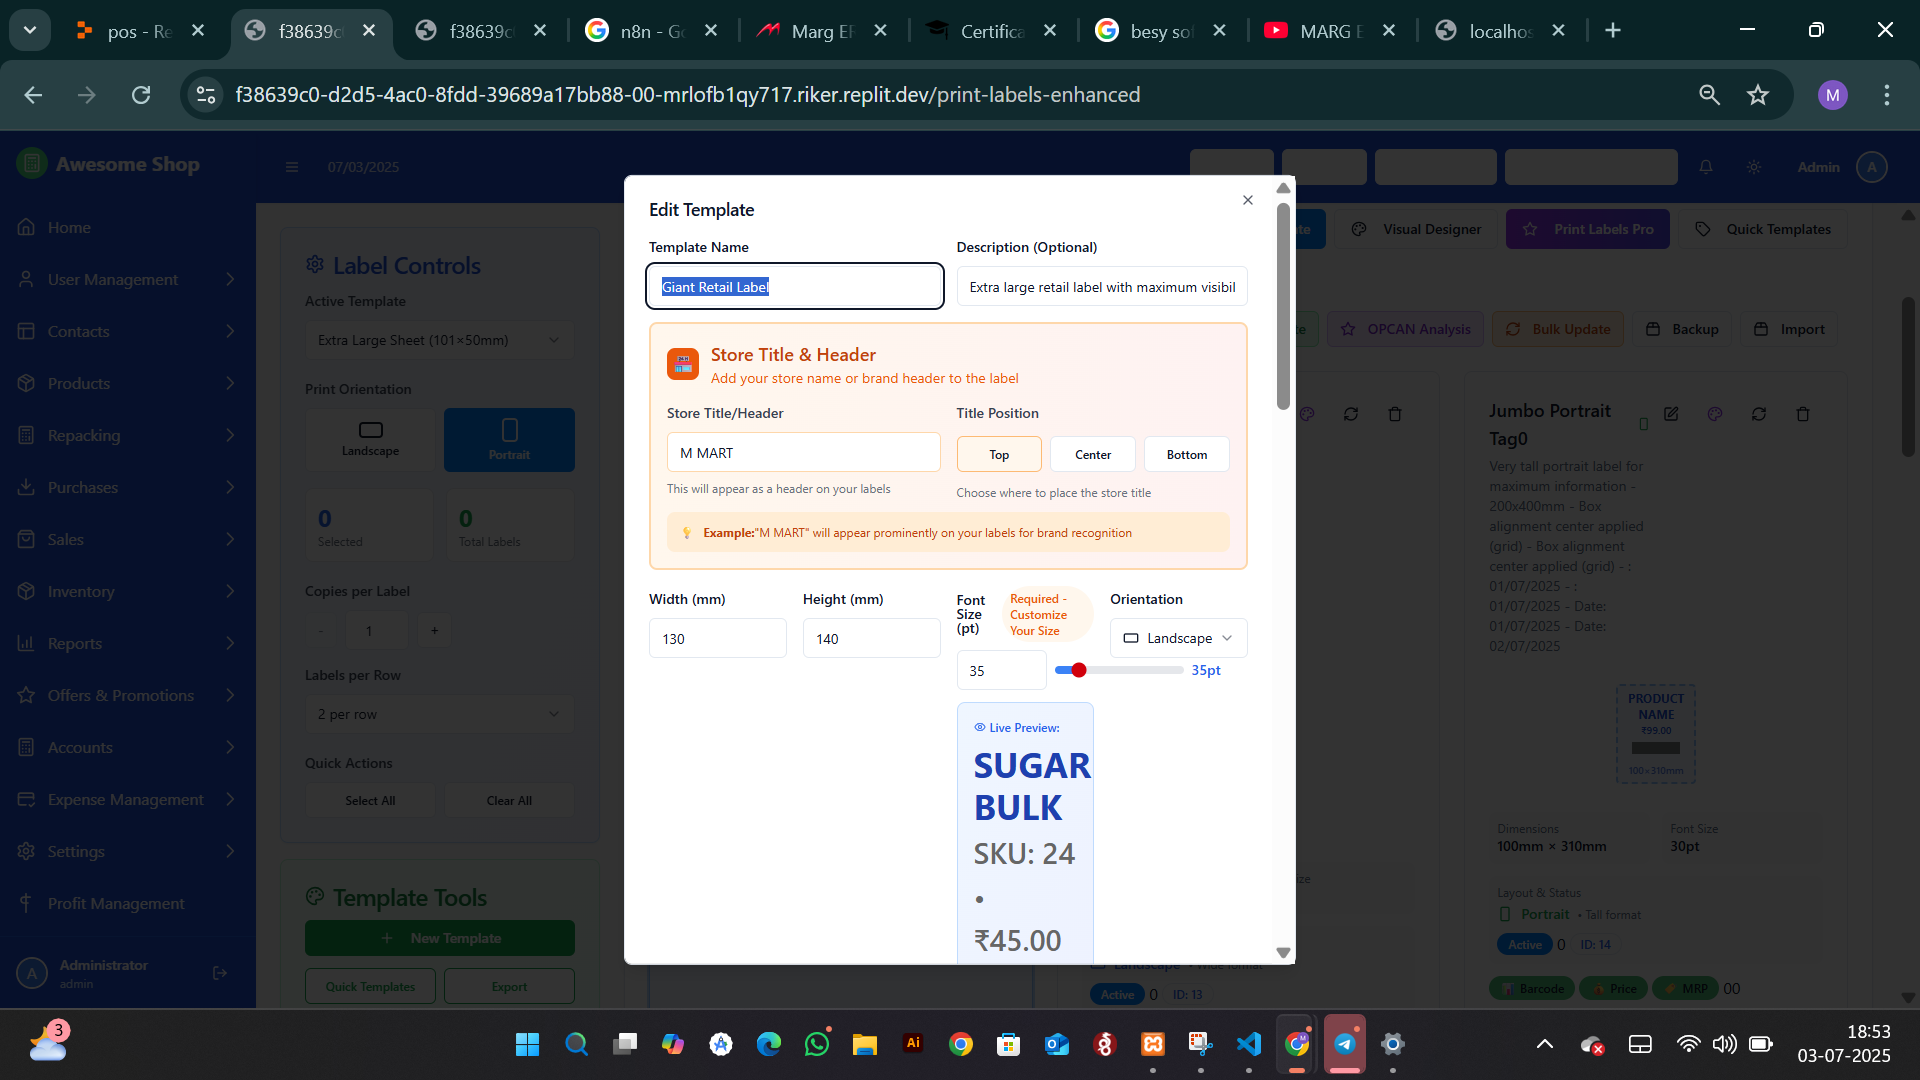 pos - Re
f38639c
f38639c
n8n - Go
Marg ER
Certifica
besy sof
MARG E
localhos
f38639c0-d2d5-4ac0-8fdd-39689a17bb88-00-mrlofb1qy717.riker.replit.dev/print-labels-enhanced
M
Awesome Shop
07/03/2025
Admin
A
Home
User Management
Contacts
Products
Repacking
Purchases
Sales
Inventory
Reports
Offers & Promotions
Accounts
Expense Management
Settings
Profit Management
A
Administrator
admin
Label Controls
Active Template
Extra Large Sheet (101×50mm)
Print Orientation
Landscape
Portrait
0
Selected
0
Total Labels
Copies per Label
-
1
+
Labels per Row
2 per row
Quick Actions
Select All
Clear All
Template Tools
+ New Template
Quick Templates
Export
Edit Template
Template Name
Giant Retail Label
Description (Optional)
Extra large retail label with maximum visibil
Store Title & Header
Add your store name or brand header to the label
Store Title/Header
M MART
This will appear as a header on your labels
Title Position
Top
Center
Bottom
Choose where to place the store title
Example:"M MART" will appear prominently on your labels for brand recognition
Width (mm)
130
Height (mm)
140
Font Size (pt)
Required - Customize Your Size
35
35pt
Orientation
Landscape
Live Preview:
SUGAR
BULK
SKU: 24
•
₹45.00
te
Visual Designer
Print Labels Pro
Quick Templates
te
OPCAN Analysis
Bulk Update
Backup
Import
Jumbo Portrait
Tag0
Very tall portrait label for
maximum information -
200x400mm - Box
alignment center applied
(grid) - Box alignment
center applied (grid) - :
01/07/2025 - :
01/07/2025 - Date:
01/07/2025 - Date:
02/07/2025
PRODUCT
NAME
₹99.00
100×310mm
Dimensions
100mm × 310mm
Font Size
30pt
Layout & Status
Portrait
• Tall format
Active
0
ID: 14
Barcode
Price
MRP
00
ize
Landscape
• Wide format
Active
0
ID: 13
3
Ai
18:53
03-07-2025